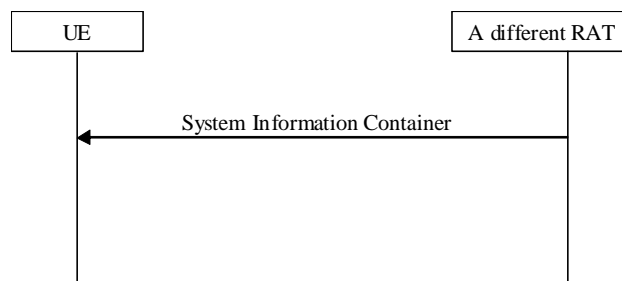 UE
A different RAT
System Information Container